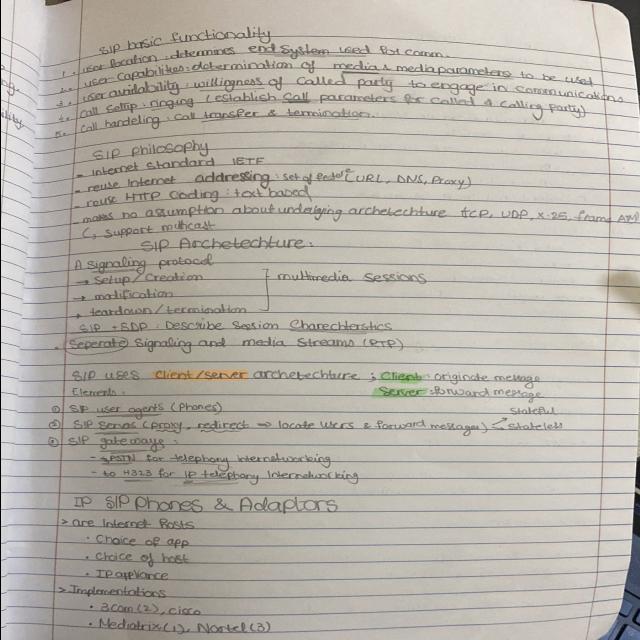 SIP basic functionality
1. user location: determines end system used for comm.
2. user capabilities: determination of media & mediaparameters to be used
3. user availability: willigness of called party to engage in communications
4. call setup: ringing (establish call parameters for called & calling party)
5. call handeling: call transfer & termination.
SIP philosophy
- internet standard IETF
- reuse Internet addressing: set of (URL, DNS, Proxy)
- reuse HTTP coding: text based
- makes no assumption about underlying archetechture tcp, UDP, X.25, frame, ATM
↳ support multicast
SIP Archetechture:
A signaling protocol
→ Setup/Creation
→ modification
→ teardown/termination
multimedia sessions
SIP + SDP: Describe Session Charechterstics
. Seperate Signaling and media streams (RTP)
SIP uses client/server archetechture; Client: originate message
Elements: Server: forward message
① SIP user agents (phones)
② SIP servers (Proxy, redirect → locate users & forward messages) < Stateful Stateless
③ SIP gateways:
- PSTN for telephony internetworking
- to H323 for IP telephony Internetworking
IP SIP Phones & Adaptors
> are Internet hosts
• Choice of app
• Choice of host
• IP appliance
> Implementations
• 3com (2), cisco
• Mediatrix (1), Nortel (3)